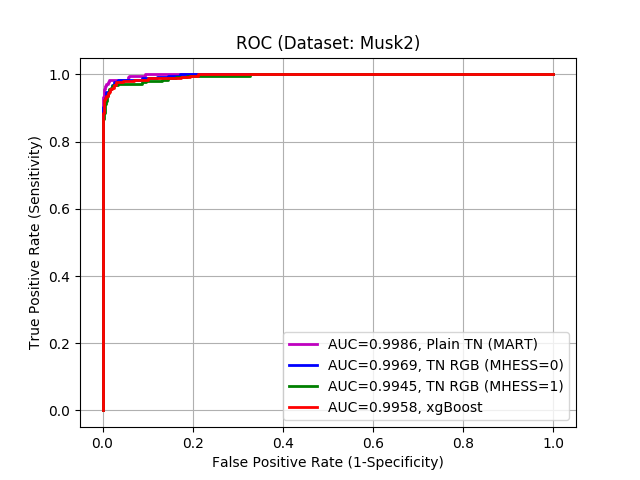 ROC (Dataset: Musk2)
True Positive Rate (Sensitivity)
1.0
0.8
0.6
0.4
0.2
0.0
AUC=0.9986, Plain TN (MART)
AUC=0.9969, TN RGB (MHESS=0)
AUC=0.9945, TN RGB (MHESS=1)
AUC=0.9958, xgBoost
0.0 0.2 0.4 0.6 0.8 1.0
False Positive Rate (1-Specificity)